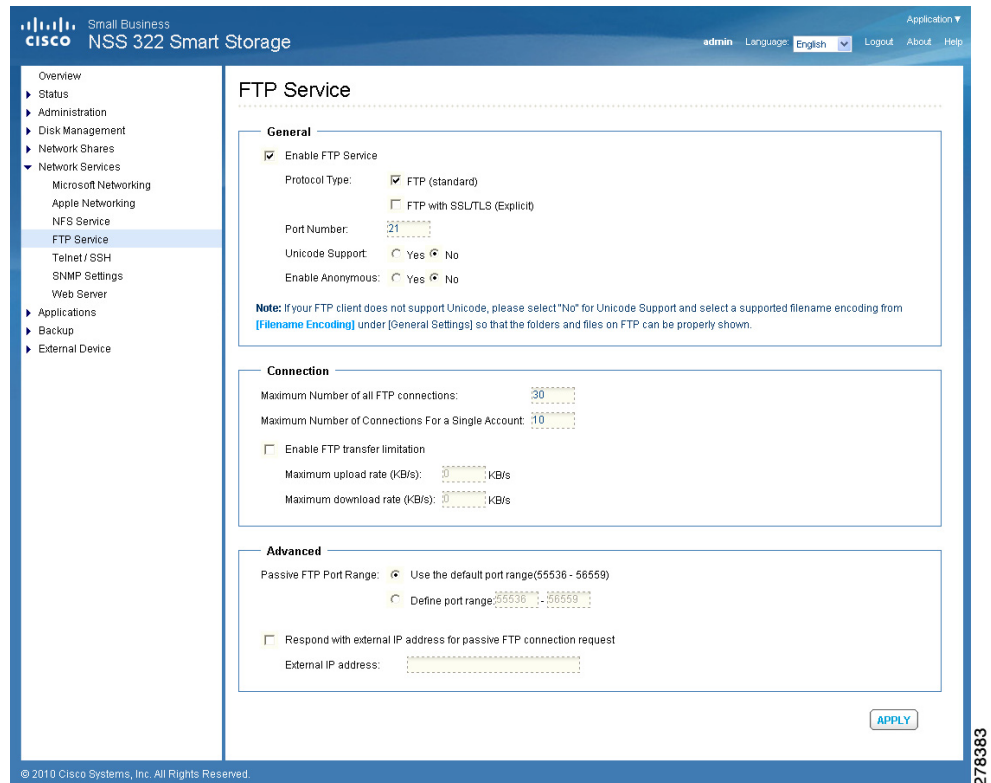 Application ▼
Small Business
CISCO NSS 322 Smart Storage
admin Language: English Logout About Help
Overview
Status
Administration
Disk Management
Network Shares
Network Services
Microsoft Networking
Apple Networking
NFS Service
FTP Service
Telnet / SSH
SNMP Settings
Web Server
Applications
Backup
External Device
FTP Service
General
Enable FTP Service
Protocol Type: FTP (standard)
FTP with SSL/TLS (Explicit)
Port Number: 21
Unicode Support: Yes No
Enable Anonymous: Yes No
Note: If your FTP client does not support Unicode, please select "No" for Unicode Support and select a supported filename encoding from
[Filename Encoding] under [General Settings] so that the folders and files on FTP can be properly shown.
Connection
Maximum Number of all FTP connections: 30
Maximum Number of Connections For a Single Account: 10
Enable FTP transfer limitation
Maximum upload rate (KB/s): 0 KB/s
Maximum download rate (KB/s): 0 KB/s
Advanced
Passive FTP Port Range: Use the default port range(55536 - 56559)
Define port range: 55536 - 56559
Respond with external IP address for passive FTP connection request
External IP address:
APPLY
© 2010 Cisco Systems, Inc. All Rights Reserved.
278383